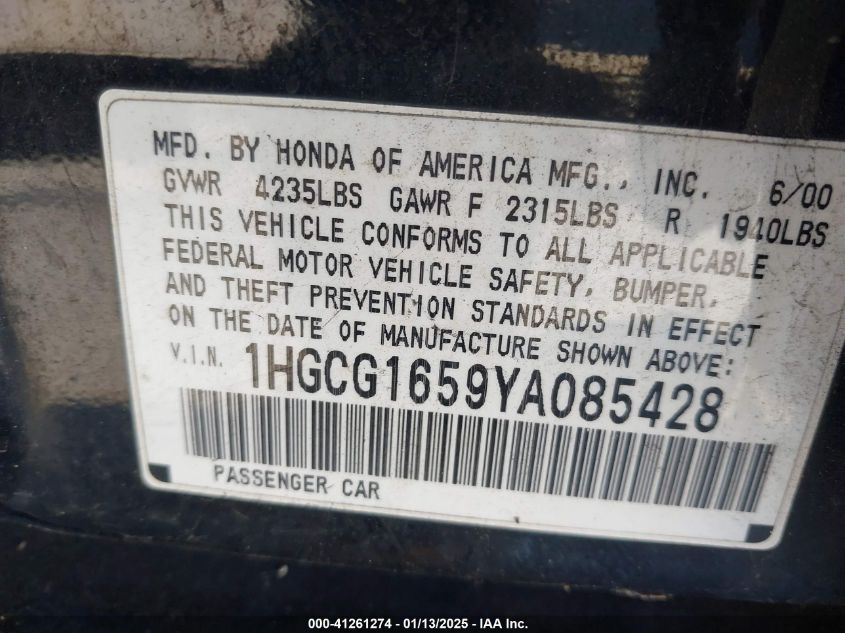 MFD. BY HONDA OF AMERICA MFG., INC. 6/00
GVWR 4235LBS GAWR F 2315LBS R 1940LBS
THIS VEHICLE CONFORMS TO ALL APPLICABLE
FEDERAL MOTOR VEHICLE SAFETY, BUMPER,
AND THEFT PREVENTION STANDARDS IN EFFECT
ON THE DATE OF MANUFACTURE SHOWN ABOVE:
V.I.N. 1HGCG1659YA085428
PASSENGER CAR
000-41261274 - 01/13/2025 - IAA Inc.